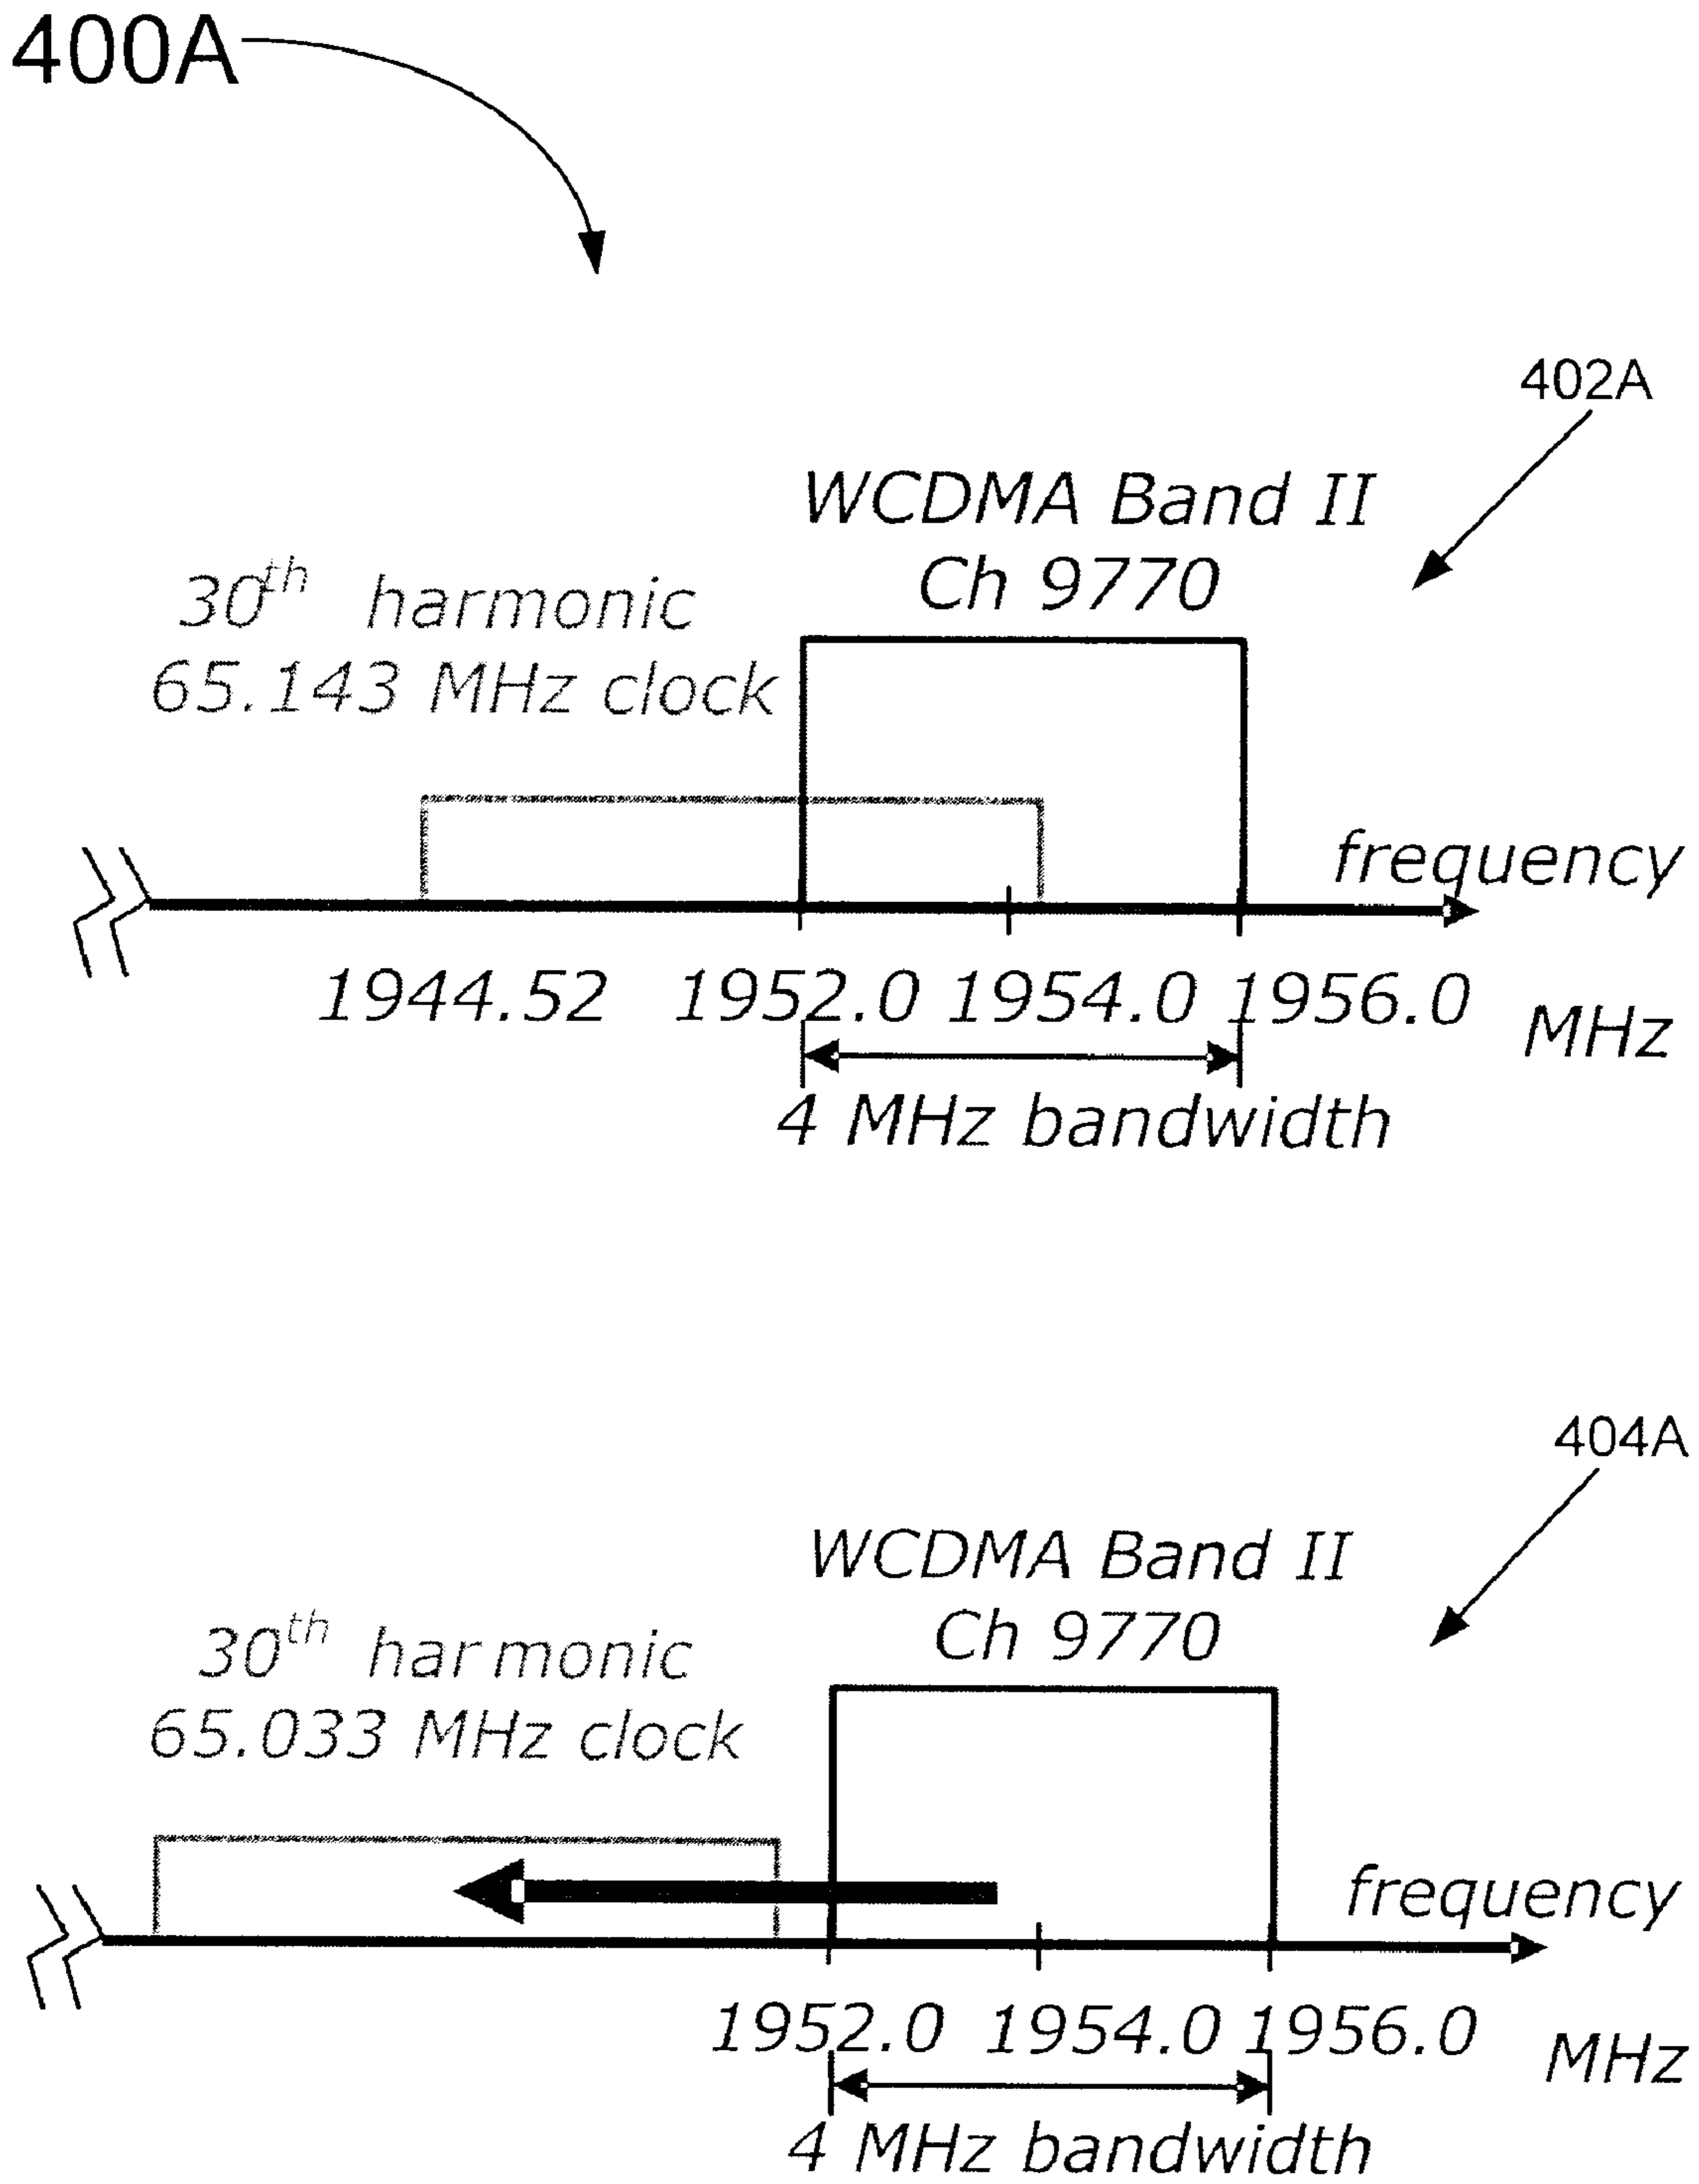 400A
402A
WCDMA Band II
Ch 9770
30th harmonic
65.143 MHz clock
frequency
1944.52 1952.0 1954.0 1956.0 MHz
4 MHz bandwidth
404A
WCDMA Band II
Ch 9770
30th harmonic
65.033 MHz clock
frequency
1952.0 1954.0 1956.0 MHz
4 MHz bandwidth